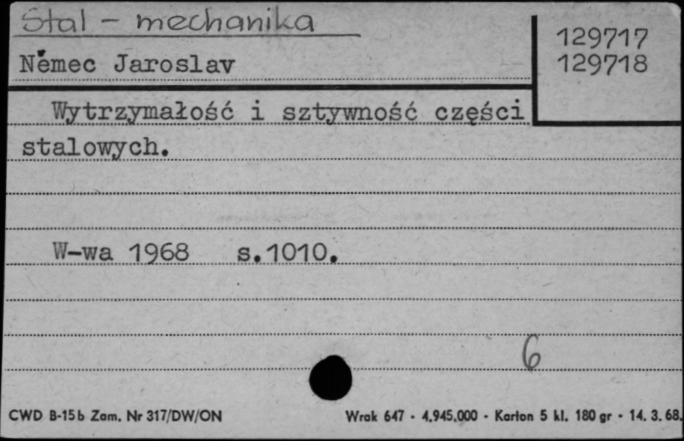 Stal - mechanika
129717
Němec Jaroslav
129718
Wytrzymałość i sztywność części
stalowych.
W-wa 1968 s.1010.
6
CWD B-15b Zam. Nr 317/DW/ON Wrak 647 · 4.945.000 · Karton 5 kl. 180 gr · 14. 3. 68.